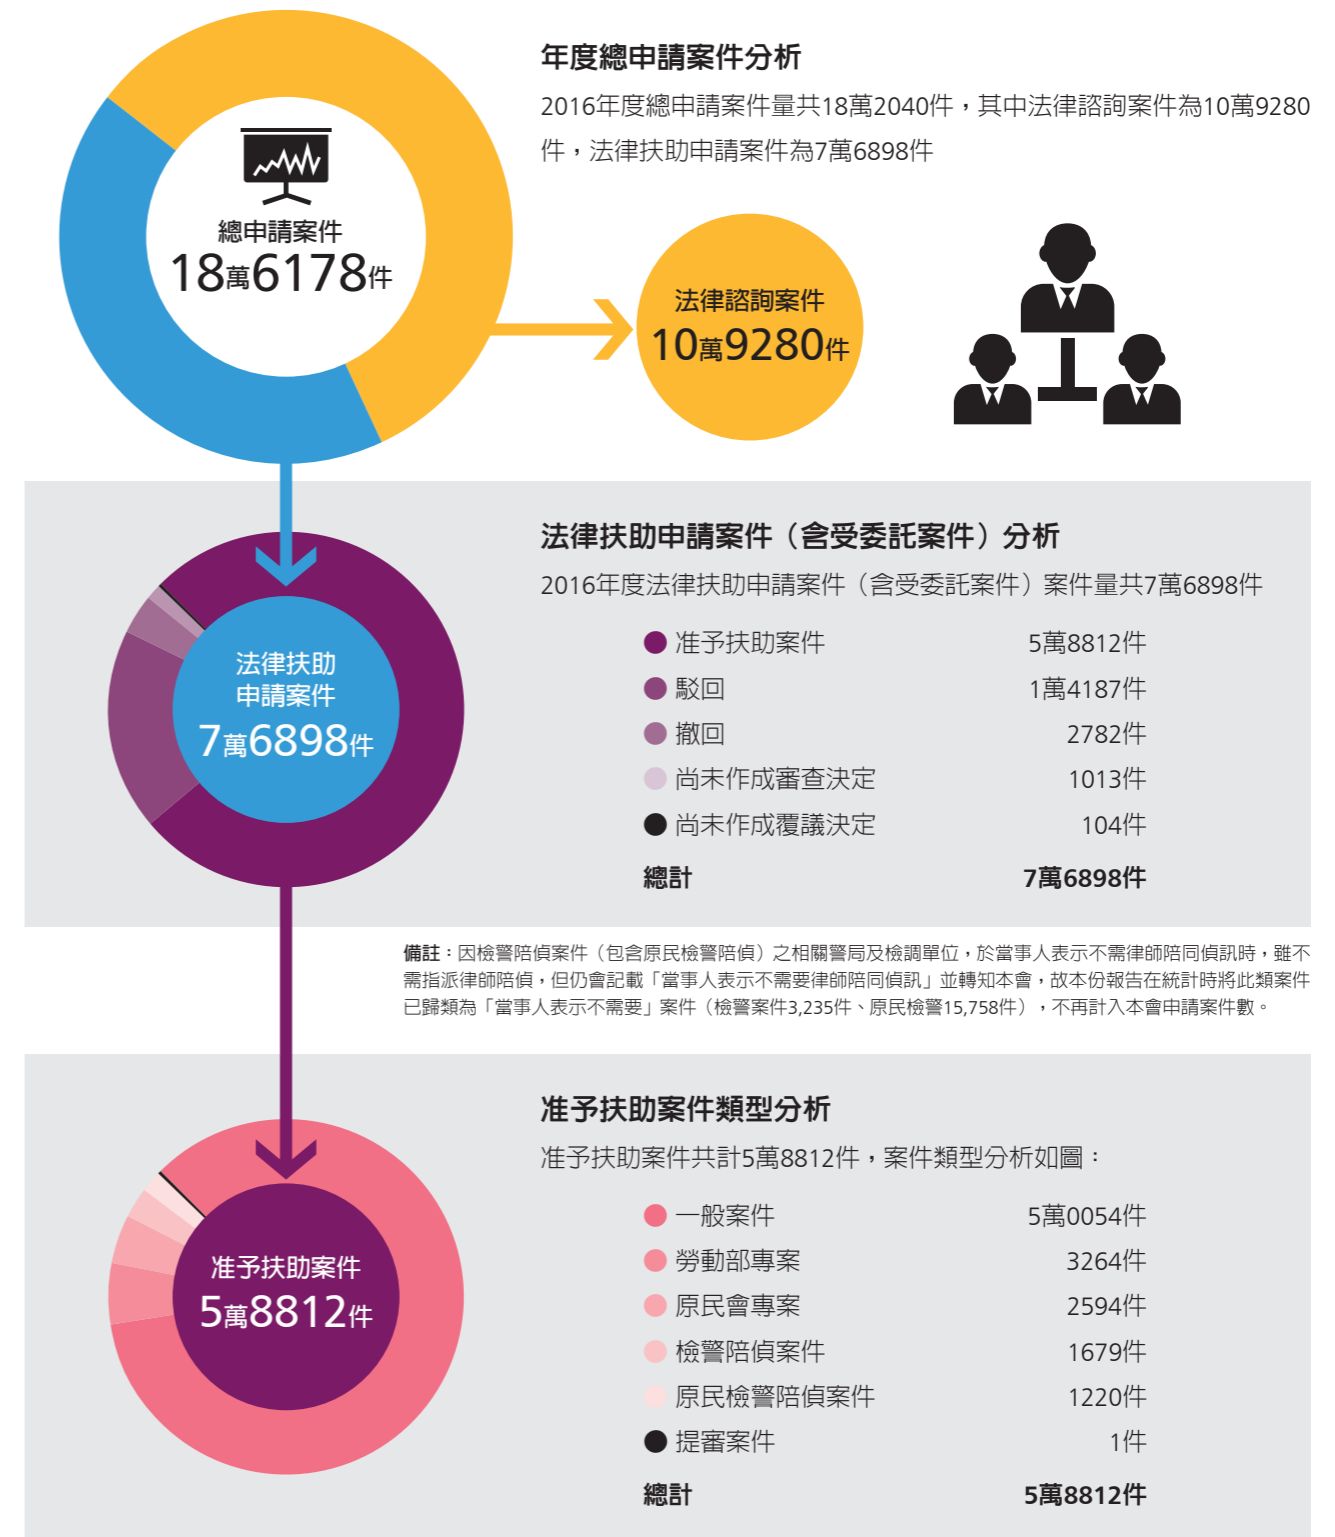 年度總申請案件分析
2016年度總申請案件量共18萬2040件，其中法律諮詢案件為10萬9280
件，法律扶助申請案件為7萬6898件
總申請案件
18萬6178件
法律諮詢案件
10萬9280件
法律扶助申請案件（含受委託案件）分析
2016年度法律扶助申請案件（含受委託案件）案件量共7萬6898件
法律扶助
申請案件
7萬6898件
准予扶助案件 5萬8812件
駁回 1萬4187件
撤回 2782件
尚未作成審查決定 1013件
尚未作成覆議決定 104件
總計 7萬6898件
備註：因檢警陪偵案件（包含原民檢警陪偵）之相關警局及檢調單位，於當事人表示不需律師陪同偵訊時，雖不
需指派律師陪偵，但仍會記載「當事人表示不需要律師陪同偵訊」並轉知本會，故本份報告在統計時將此類案件
已歸類為「當事人表示不需要」案件（檢警案件3,235件、原民檢警15,758件），不再計入本會申請案件數。
准予扶助案件類型分析
准予扶助案件共計5萬8812件，案件類型分析如圖：
准予扶助案件
5萬8812件
一般案件 5萬0054件
勞動部專案 3264件
原民會專案 2594件
檢警陪偵案件 1679件
原民檢警陪偵案件 1220件
提審案件 1件
總計 5萬8812件